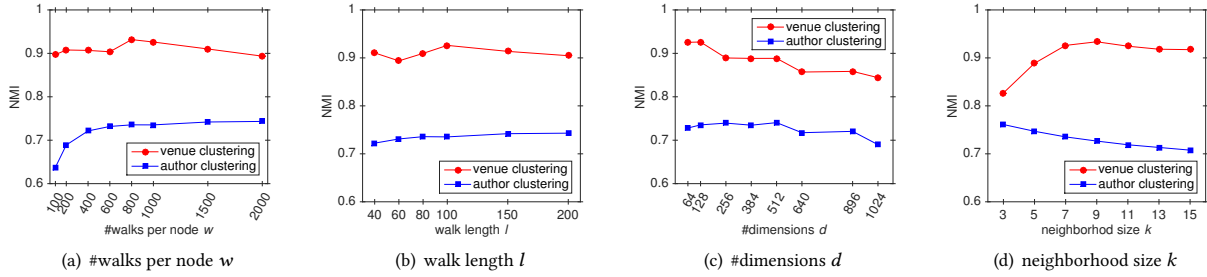 1
0.9
0.8
0.7
0.6
NMI
venue clustering
author clustering
100
200
400
600
800
1000
1500
2000
#walks per node w
(a) #walks per node w
1
0.9
0.8
0.7
0.6
NMI
venue clustering
author clustering
40 60 80 100 150 200
walk length l
(b) walk length l
1
0.9
0.8
0.7
0.6
NMI
venue clustering
author clustering
64
128
256
384
512
640
896
1024
#dimensions d
(c) #dimensions d
1
0.9
0.8
0.7
0.6
NMI
venue clustering
author clustering
3 5 7 9 11 13 15
neighborhod size k
(d) neighborhood size k